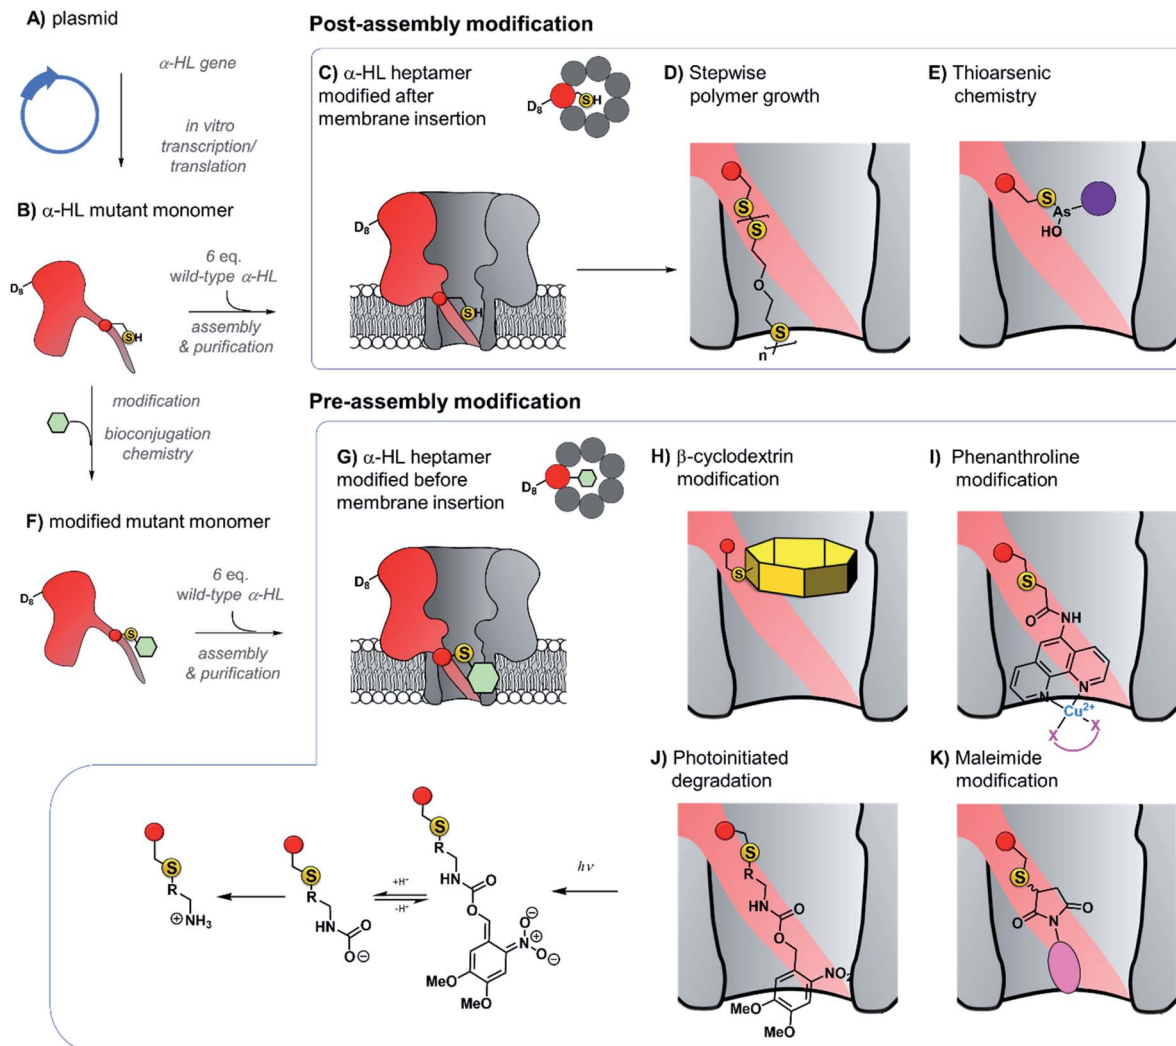 A) plasmid
α-HL gene
in vitro
transcription/
translation
B) α-HL mutant monomer
D8
SH
6 eq.
wild-type α-HL
assembly
& purification
modification
bioconjugation
chemistry
F) modified mutant monomer
D8
S
6 eq.
wild-type α-HL
assembly
& purification
Post-assembly modification
C) α-HL heptamer
modified after
membrane insertion
D8
SH
D8
SH
D) Stepwise
polymer growth
S
S
O
S
n
E) Thioarsenic
chemistry
S
As
HO
Pre-assembly modification
G) α-HL heptamer
modified before
membrane insertion
D8
D8
S
H) β-cyclodextrin
modification
S
I) Phenanthroline
modification
S
O
NH
N
N
Cu2+
X
X
J) Photoinitiated
degradation
S
R
HN
O
O
NO2
MeO
MeO
K) Maleimide
modification
S
O
O
N
hν
S
R
HN
O
O
O⊖
N⊕
O⊖
MeO
MeO
+H+
-H+
S
R
HN
O
O⊖
S
R
⊕NH3